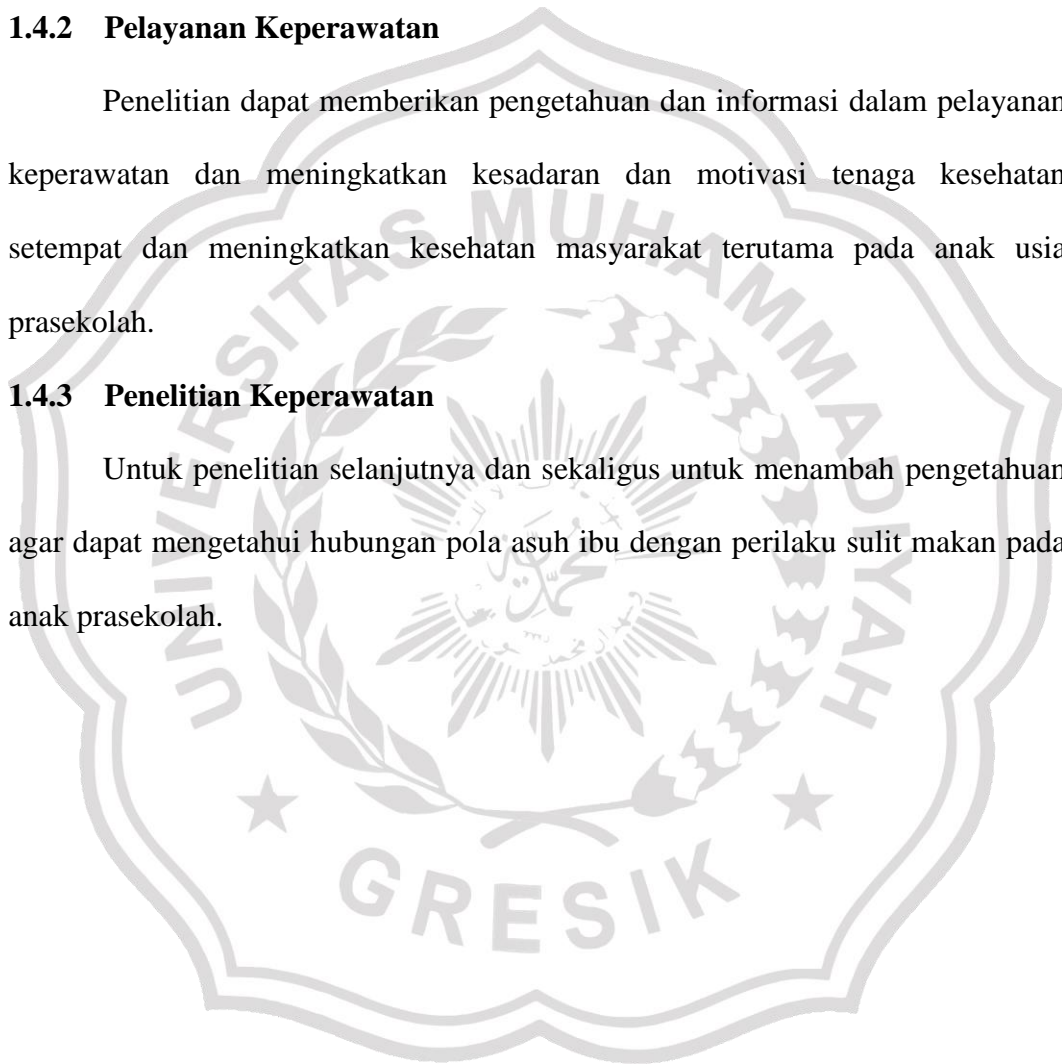 1.4.2 Pelayanan Keperawatan
Penelitian dapat memberikan pengetahuan dan informasi dalam pelayanan
keperawatan dan meningkatkan kesadaran dan motivasi tenaga kesehatan
setempat dan meningkatkan kesehatan masyarakat terutama pada anak usia
prasekolah.
1.4.3 Penelitian Keperawatan
Untuk penelitian selanjutnya dan sekaligus untuk menambah pengetahuan
agar dapat mengetahui hubungan pola asuh ibu dengan perilaku sulit makan pada
anak prasekolah.
UNIVERSITAS MUHAMMADIYAH
GRESIK